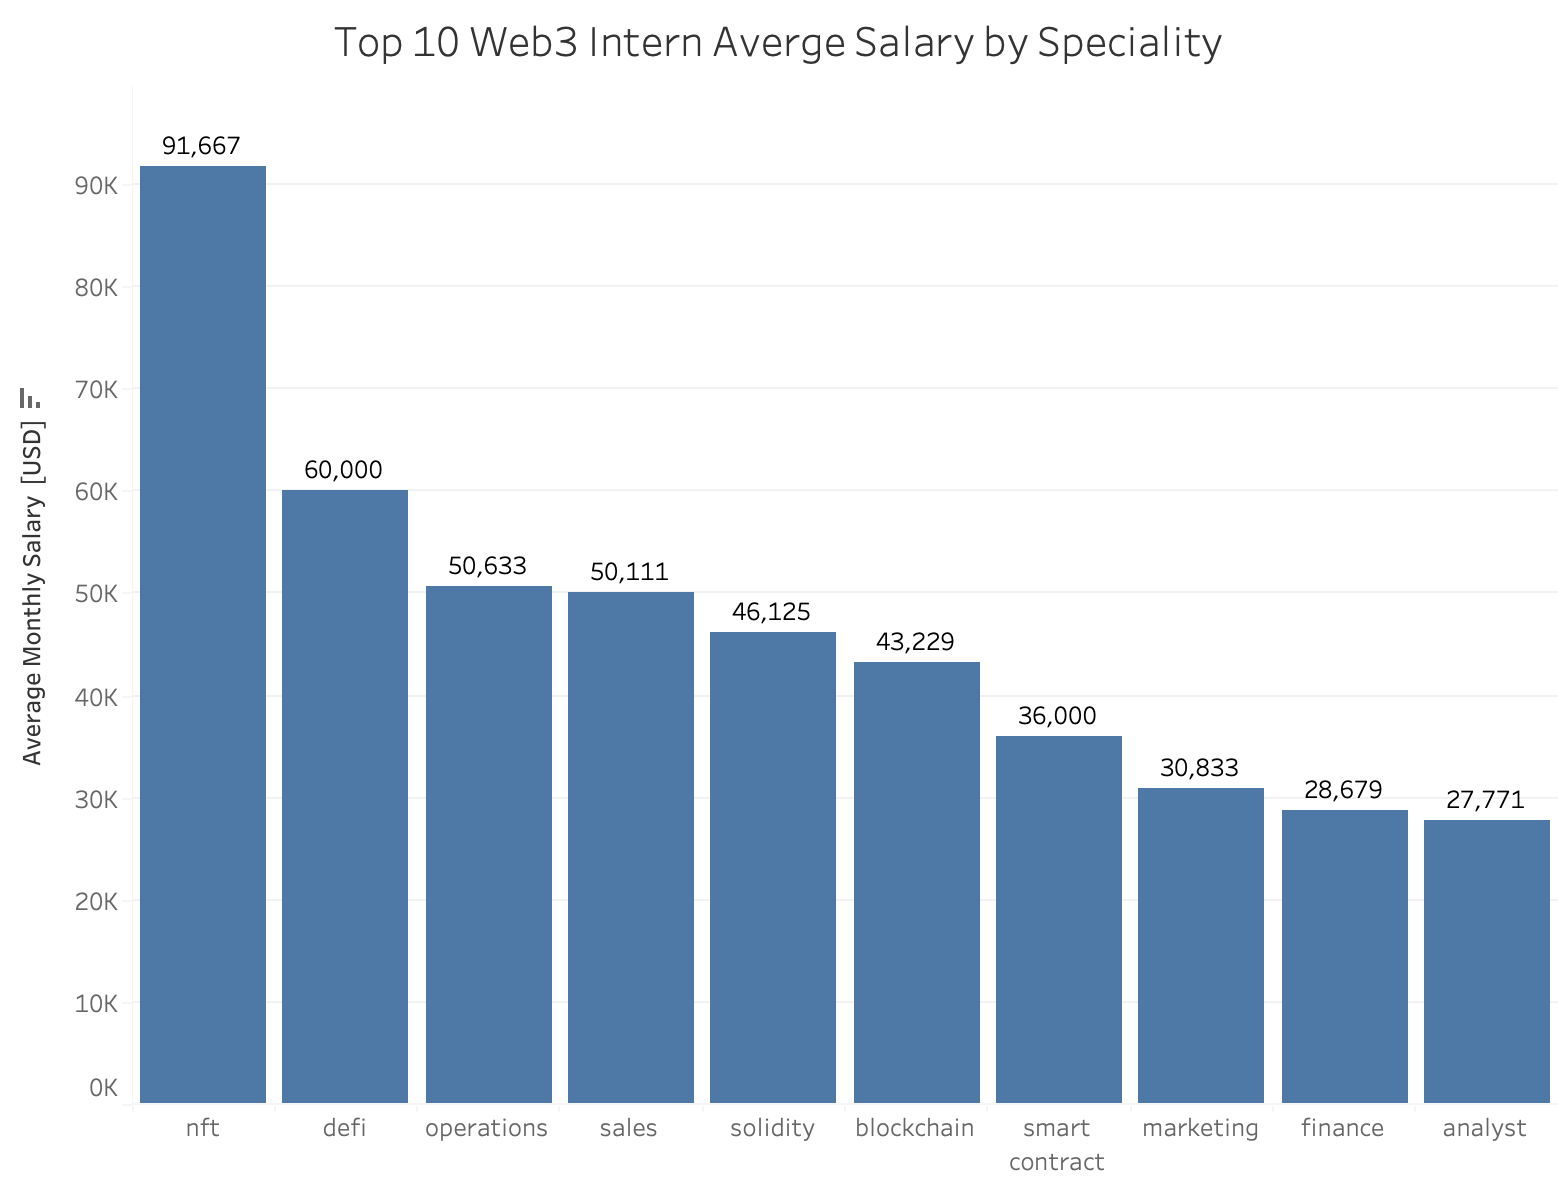 Top 10 Web3 Intern Averge Salary by Speciality
Average Monthly Salary [USD]
90K
80K
70K
60K
50K
40K
30K
20K
10K
0K
91,667
60,000
50,633
50,111
46,125
43,229
36,000
30,833
28,679
27,771
nft
defi
operations
sales
solidity
blockchain
smart
contract
marketing
finance
analyst